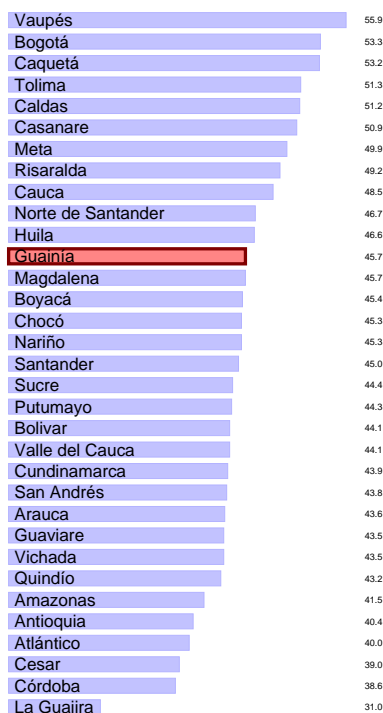 Vaupés 55.9
Bogotá 53.3
Caquetá 53.2
Tolima 51.3
Caldas 51.2
Casanare 50.9
Meta 49.9
Risaralda 49.2
Cauca 48.5
Norte de Santander 46.7
Huila 46.6
Guainía 45.7
Magdalena 45.7
Boyacá 45.4
Chocó 45.3
Nariño 45.3
Santander 45.0
Sucre 44.4
Putumayo 44.3
Bolivar 44.1
Valle del Cauca 44.1
Cundinamarca 43.9
San Andrés 43.8
Arauca 43.6
Guaviare 43.5
Vichada 43.5
Quindío 43.2
Amazonas 41.5
Antioquia 40.4
Atlántico 40.0
Cesar 39.0
Córdoba 38.6
La Guajira 31.0